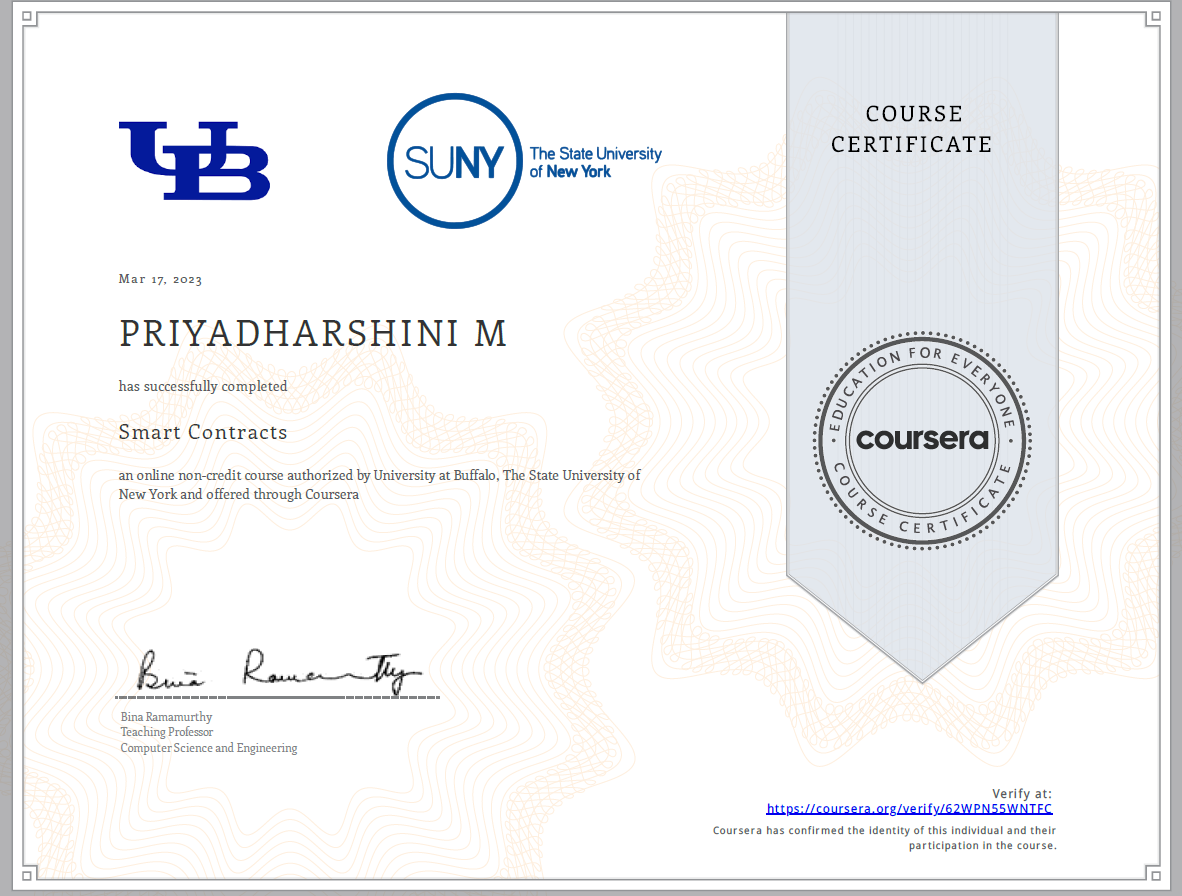 UB
SUNY
The State University
of New York
COURSE
CERTIFICATE
Mar 17, 2023
PRIYADHARSHINI M
has successfully completed
Smart Contracts
an online non-credit course authorized by University at Buffalo, The State University of
New York and offered through Coursera
EDUCATION FOR EVERYONE
coursera
COURSE CERTIFICATE
Bina Ramamurthy
Bina Ramamurthy
Teaching Professor
Computer Science and Engineering
Verify at:
https://coursera.org/verify/62WPN55WNTFC
Coursera has confirmed the identity of this individual and their
participation in the course.